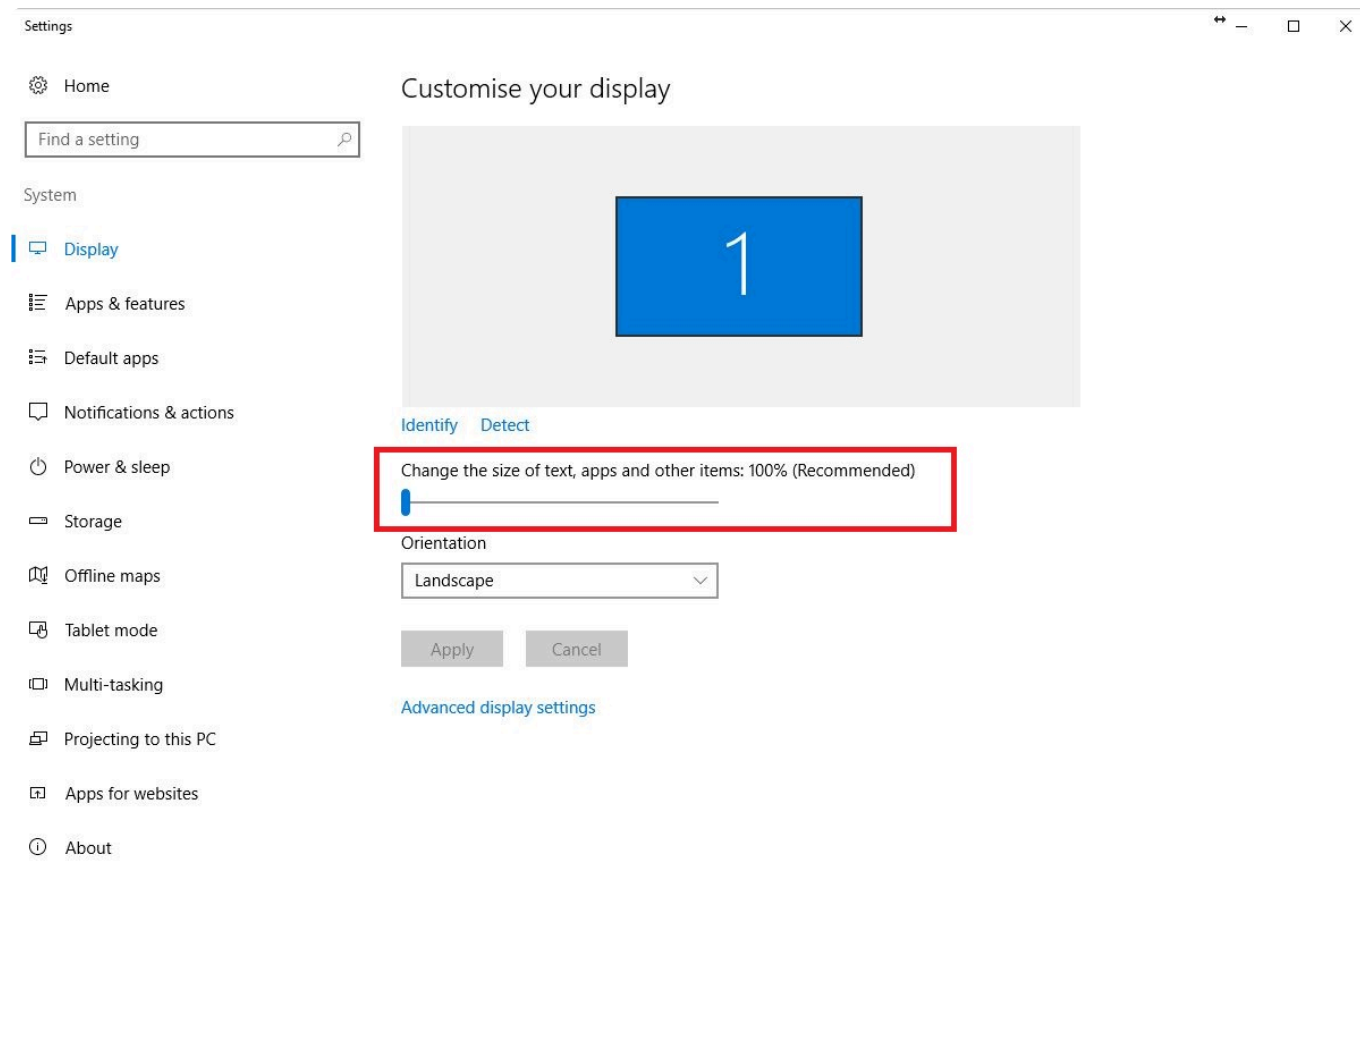 Settings
Home
Customise your display
Find a setting
System
1
Display
Apps & features
Default apps
Notifications & actions
Identify Detect
Power & sleep
Change the size of text, apps and other items: 100% (Recommended)
Storage
Orientation
Offline maps
Landscape
Tablet mode
Apply Cancel
Multi-tasking
Advanced display settings
Projecting to this PC
Apps for websites
About